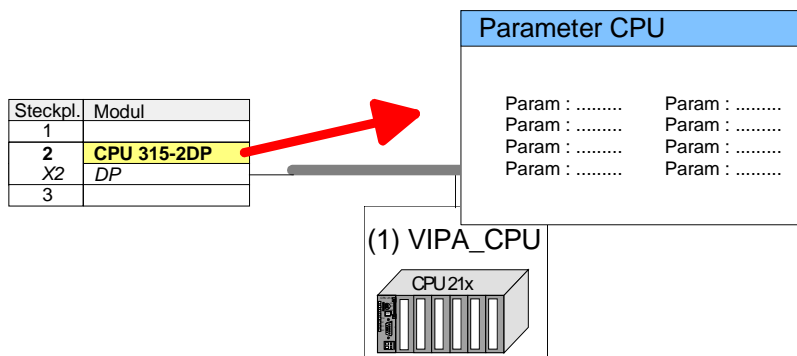 Parameter CPU
Param : ......... Param : .........
Param : ......... Param : .........
Param : ......... Param : .........
Param : ......... Param : .........
Steckpl. Modul
1
2 CPU 315-2DP
X2 DP
3
(1) VIPA_CPU
CPU 21x